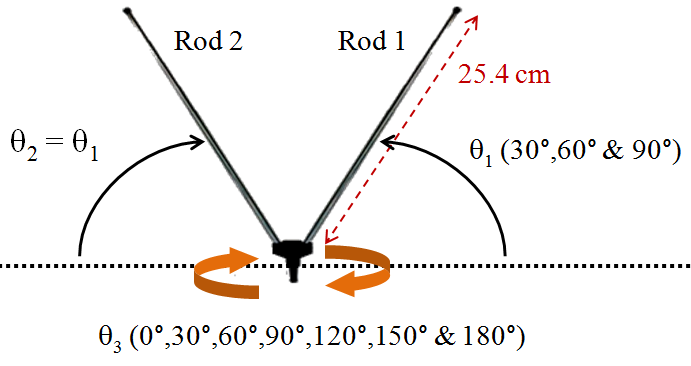 Rod 2
Rod 1
25.4 cm
θ₂ = θ₁
θ₁ (30°,60° & 90°)
θ₃ (0°,30°,60°,90°,120°,150° & 180°)